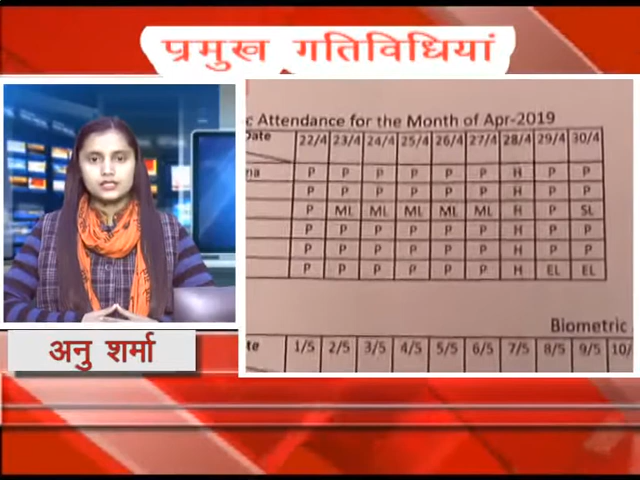 प्रमुख गतिविधियां
Attendance for the Month of Apr-2019
Date 22/4 23/4 24/4 25/4 26/4 27/4 28/4 29/4 30/4
P P P P P P H P P
P P P P P P H P P
P ML ML ML ML ML H P SL
P P P P P P H P P
P P P P P P H P P
P P P P P P H EL EL
Biometric
1/5 2/5 3/5 4/5 5/5 6/5 7/5 8/5 9/5 10/
अनु शर्मा